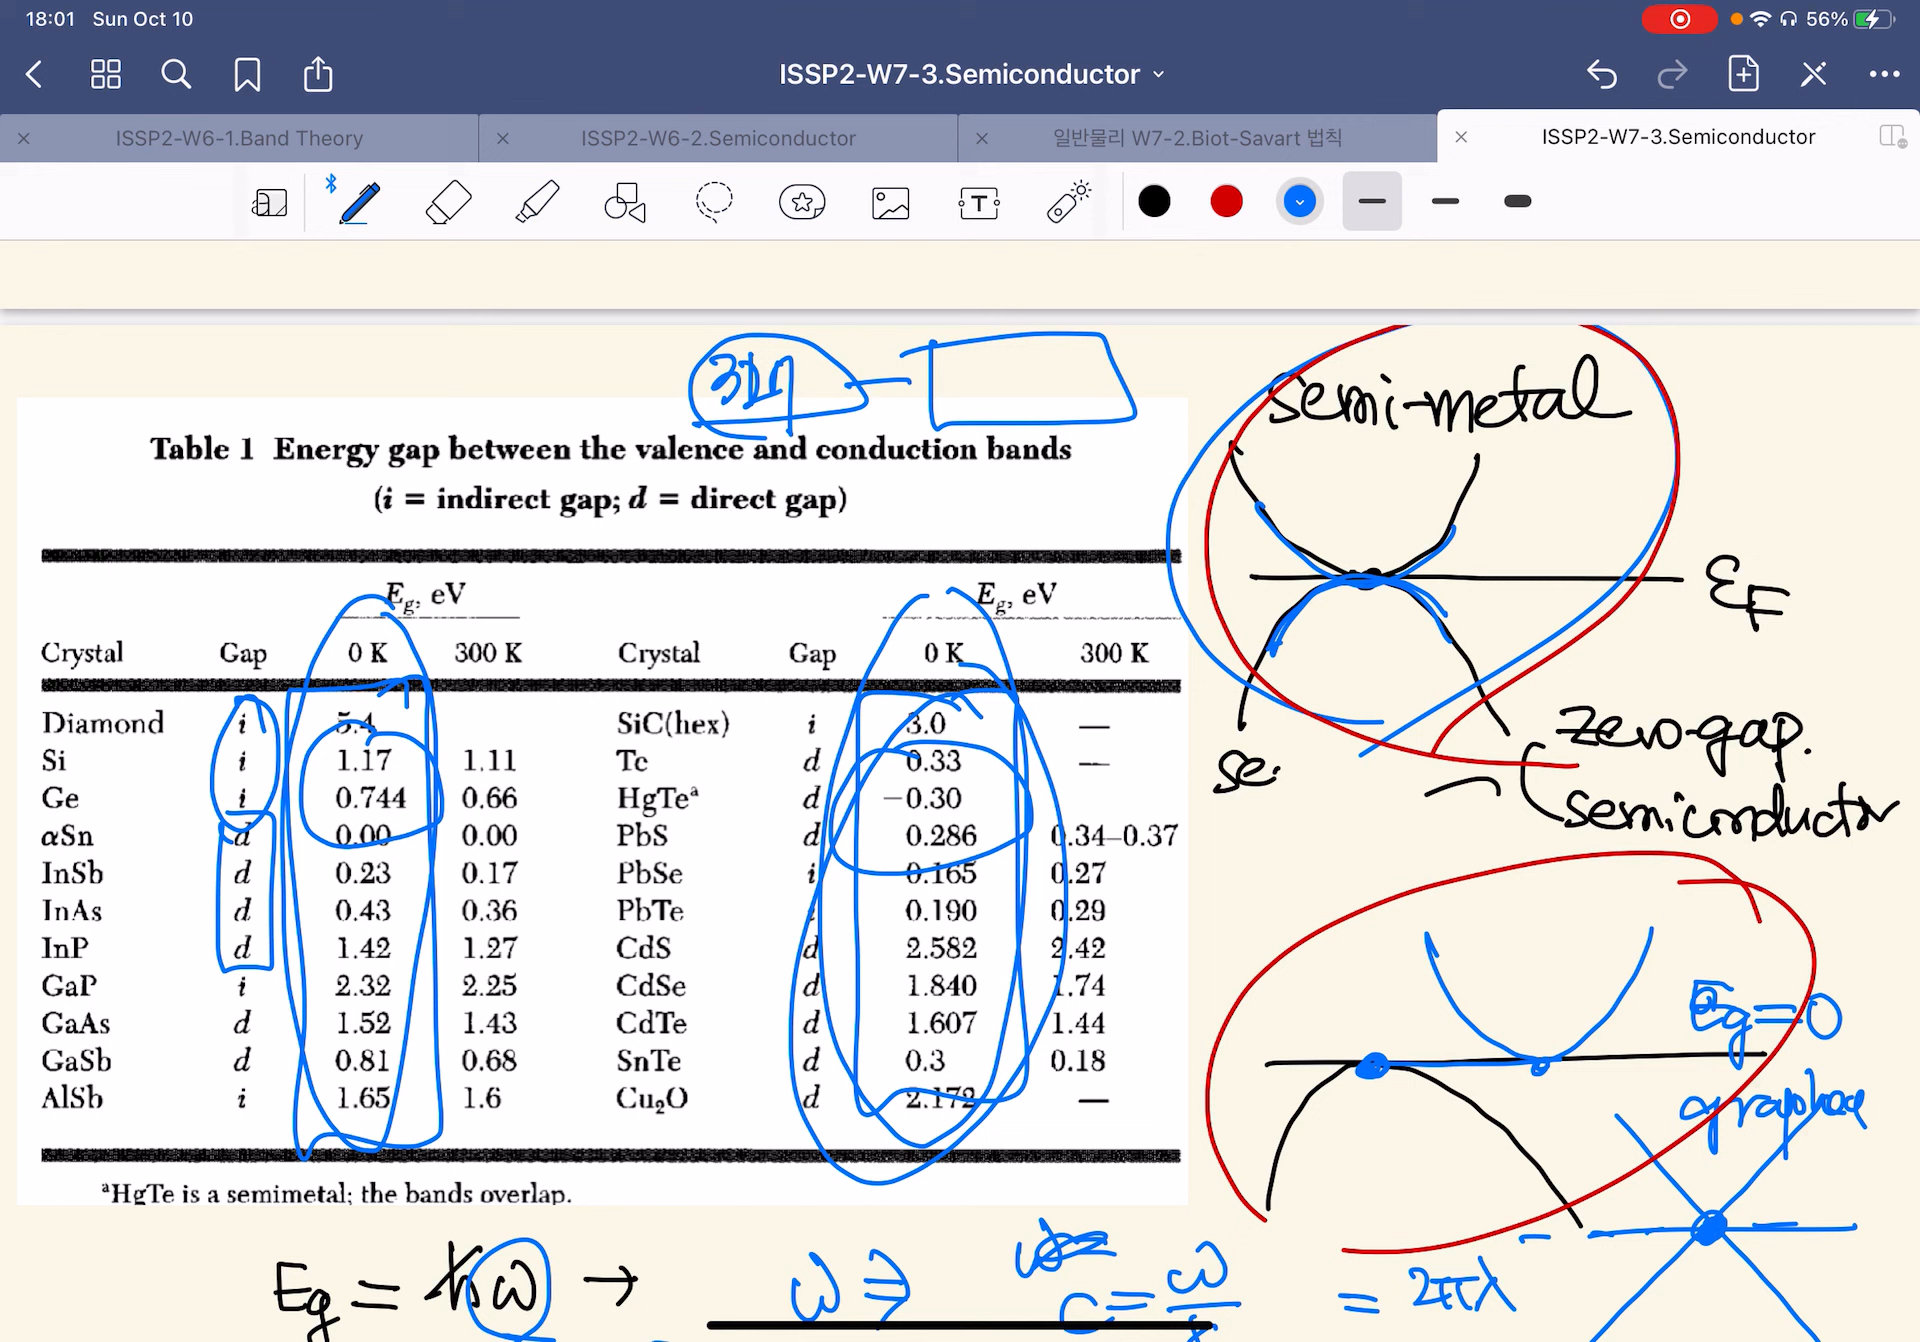 18:01 Sun Oct 10
56%
ISSP2-W7-3.Semiconductor
ISSP2-W6-1.Band Theory
ISSP2-W6-2.Semiconductor
일반물리 W7-2.Biot-Savart 법칙
ISSP2-W7-3.Semiconductor
T
Table 1 Energy gap between the valence and conduction bands
(i = indirect gap; d = direct gap)
Eg, eV Eg, eV
Crystal Gap 0 K 300 K Crystal Gap 0 K 300 K
Diamond i 5.4 SiC(hex) i 3.0 —
Si i 1.17 1.11 Te d 0.33 —
Ge i 0.744 0.66 HgTeᵃ d −0.30
αSn d 0.00 0.00 PbS d 0.286 0.34–0.37
InSb d 0.23 0.17 PbSe i 0.165 0.27
InAs d 0.43 0.36 PbTe 0.190 0.29
InP d 1.42 1.27 CdS d 2.582 2.42
GaP i 2.32 2.25 CdSe d 1.840 1.74
GaAs d 1.52 1.43 CdTe d 1.607 1.44
GaSb d 0.81 0.68 SnTe d 0.3 0.18
AlSb i 1.65 1.6 Cu₂O d 2.172 —
ᵃHgTe is a semimetal; the bands overlap.
semi-metal
εF
zero-gap.
se
semiconductor
Eg=0
Eg = ħω →
ω ⇒
C = ω
= 2πλ